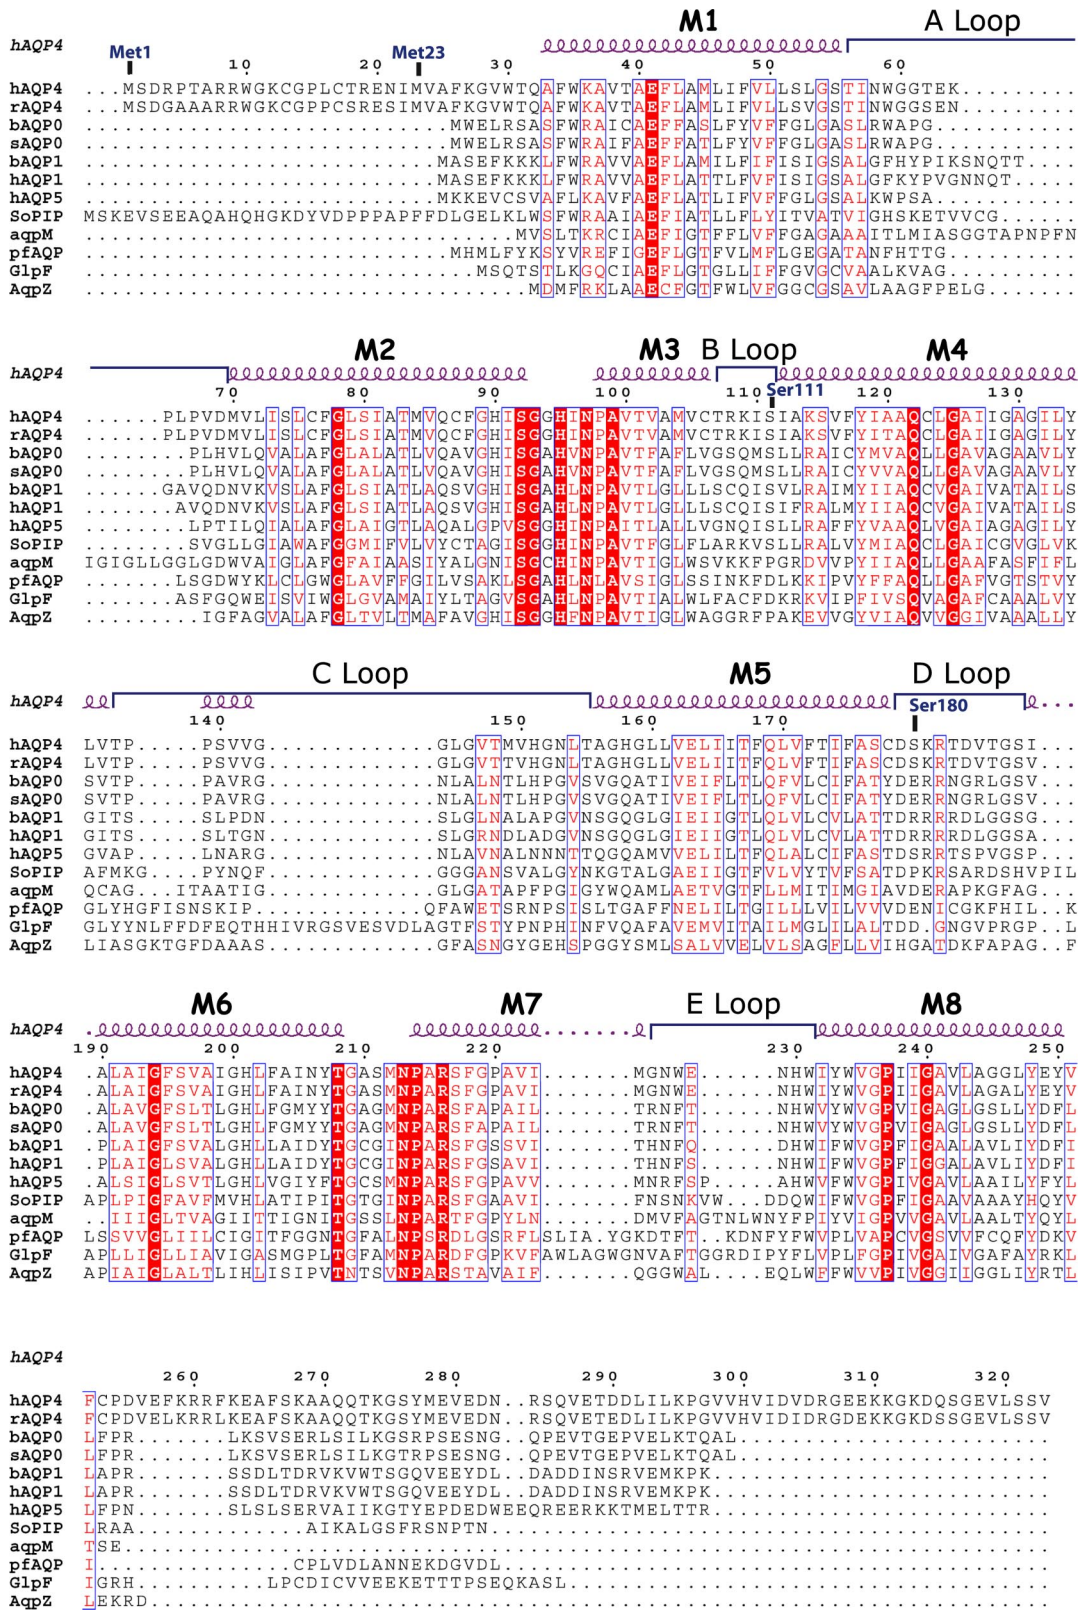 M1 A Loop
hAQP4
Met1 Met23
10 20 30 40 50 60
hAQP4 ...MSDRPTARRWGKCGPLCTRENIMVAFKGVWTQAFWKAVTAEFLAMLIFVLLSLGSTINWGGTEK.........
rAQP4 ...MSDGAAARRWGKCGPPCSRESIMVAFKGVWTQAFWKAVTAEFLAMLIFVLLSVGSTINWGGSEN.........
bAQP0 ............................MWELRSASFWRAICAEFFASLFYVFFGLGASLRWAPG...........
sAQP0 ............................MWELRSASFWRAIFAEFFATLFYVFFGLGASLRWAPG...........
bAQP1 ...........................MASEFKKKLFWRAVVAEFLAMILFIFISIGSALGFHYPIKSNQTT....
hAQP1 ...........................MASEFKKKLFWRAVVAEFLATTLFVFISIGSALGFKYPVGNNQT.....
hAQP5 ...........................MKKEVCSVAFLKAVFAEFLATLIFVFFGLGSALKWPSA...........
SoPIP MSKEVSEEAQAHQHGKDYVDPPPAPFFDLGELKLWSFWRAAIAEFIATLLFLYITVATVIGHSKETVVCG......
aqpM .................................MVSLTKRCIAEFIGTFFLVFFGAGAAAITLMIASGGTAPNPFN
pfAQP ............................MHMLFYKSYVREFIGEFLGTFVLMFLGEGATANFHTTG..........
GlpF ..............................MSQTSTLKGQCIAEFLGTGLLIFFGVGCVAALKVAG..........
AqpZ ..................................MDMFRKLAAECFGTFWLVFGGCGSAVLAAGFPELG.......
M2 M3 B Loop M4
hAQP4
70 80 90 100 110 Ser111 120 130
hAQP4 ......PLPVDMVLISLCFGLSIATMVQCFGHISGGHINPAVTVAMVCTRKISIAKSVFYIAAQCLGAIIGAGILY
rAQP4 ......PLPVDMVLISLCFGLSIATMVQCFGHISGGHINPAVTVAMVCTRKISIAKSVFYITAQCLGAIIGAGILY
bAQP0 ........PLHVLQVALAFGLALATLVQAVGHISGAHVNPAVTFAFLVGSQMSLLRAICYMVAQLLGAVAGAAVLY
sAQP0 ........PLHVLQVALAFGLALATLVQAVGHISGAHVNPAVTFAFLVGSQMSLLRAICYVVAQLLGAVAGAAVLY
bAQP1 ......GAVQDNVKVSLAFGLSIATLAQSVGHISGAHLNPAVTLGLLLSCQISVLRAIMYIIAQCVGAIVATAILS
hAQP1 .......AVQDNVKVSLAFGLSIATLAQSVGHISGAHLNPAVTLGLLLSCQISIFRALMYIIAQCVGAIVATAILS
hAQP5 ........LPTILQIALAFGLAIGTLAQALGPVSGGHINPAITLALLVGNQISLLRAFFYVAAQLVGAIAGAGILY
SoPIP ........SVGLLGIAWAFGGMIFVLVYCTAGISGGHINPAVTFGLFLARKVSLLRALVYMIAQCLGAICGVGLVK
aqpM IGIGLLGGLGDWVAIGLAFGFAIAASIYALGNISGCHINPAVTIGLWSVKKFPGRDVVPYIIAQLLGAAFASFIFL
pfAQP .......LSGDWYKLCLGWGLAVFFGILVSAKLSGAHLNLAVSIGLSSINKFDLKKIPVYFFAQLLGAFVGTSTVY
GlpF .......ASFGQWEISVIWGLGVAMAIYLTAGVSGAHLNPAVTIALWLFACFDKRKVIPFIVSQVAGAFCAAALVY
AqpZ .........IGFAGVALAFGLTVLTMAFAVGHISGGHFNPAVTIGLWAGGRFPAKEVVGYVIAQVVGGIVAAALLY
C Loop M5 D Loop
hAQP4
140 150 160 170 Ser180
hAQP4 LVTP.....PSVVG.............GLGVTMVHGNLTAGHGLLVELIITFQLVFTIFASCDSKRTDVTGSI...
rAQP4 LVTP.....PSVVG.............GLGVTTVHGNLTAGHGLLVELIITFQLVFTIFASCDSKRTDVTGSV...
bAQP0 SVTP.....PAVRG.............NLALNTLHPGVSVGQATIVEIFLTLQFVLCIFATYDERRNGRLGSV...
sAQP0 SVTP.....PAVRG.............NLALNTLHPGVSVGQATIVEIFLTLQFVLCIFATYDERRNGRLGSV...
bAQP1 GITS.....SLPDN.............SLGLNALAPGVNSGQGLGIEIIGTLQLVLCVLATTDRRRRDLGGSA...
hAQP1 GITS.....SLTGN.............SLGRNDLADGVNSGQGLGIEIIGTLQLVLCVLATTDRRRRDLGGSA...
hAQP5 GVAP.....LNARG.............NLAVNALNNNTTQGQAMVVELILTFQLALCIFASTDSRRTSPVGSP...
SoPIP AFMKG.....PYNQF............GGGANSVALGYNKGTALGAEIIGTFVLVYTVFSATDPKRSARDSHVPIL
aqpM QCAG...ITAATIG.............GLGATAPFPGIGYWQAMLAETVGTFLLMITIMGIAVDERAPKGFAG...
pfAQP GLYHGFISNSKIP.............QFAWETSRNPSISLTGAFFNELILTGILLLVILVVVDENICGKFHIL..K
GlpF GLYYNLFFDFEQTHHIVRGSVESVDLAGTFSTYPNPHINFVQAFAVEMVITAILMGLILALTDD.GNGVPRGP..L
AqpZ LIASGKTGFDAAAS.............GFASNGYGEHSPGGYSMLSALVVELVLSAGFLLVIHGATDKFAPAG..F
M6 M7 E Loop M8
hAQP4
190 200 210 220 230 240 250
hAQP4 .ALAIGFSVAIGHLFAINYTGASMNPARSFGPAVI.......MGNWE......NHWIYWVGPIIGAVLAGGLYEYV
rAQP4 .ALAIGFSVAIGHLFAINYTGASMNPARSFGPAVI.......MGNWE......NHWIYWVGPIIGAVLAGALYEYV
bAQP0 .ALAVGFSLTLGHLFGMYYTGAGMNPARSFAPAIL.......TRNFT......NHWVYWVGPVIGAGLGSLLYDFL
sAQP0 .ALAVGFSLTLGHLFGMYYTGAGMNPARSFAPAIL.......TRNFT......NHWVYWVGPVIGAGLGSLLYDFL
bAQP1 .PLAIGFSVALGHLLAIDYTGCGINPARSFGSSVI.......THNFQ......DHWIFWVGPFIGAALAVLIYDFI
hAQP1 .PLAIGLSVALGHLLAIDYTGCGINPARSFGSAVI.......THNFS......NHWIFWVGPFIGGALAVLIYDFI
hAQP5 .ALSIGLSVTLGHLVGIYFTGCSMNPARSFGPAVV.......MNRFSP.....AHWVFWVGPIVGAVLAAILYFYL
SoPIP APLPIGFAVFMVHLATIPITGTGINPARSFGAAVI.......FNSNKVW...DDQWIFWVGPFIGAAVAAAYHQYV
aqpM ..IIIGLTVAGIITTIGNITGSSLNPARTFGPYLN.......DMVFAGTNLWNYFPIYVIGPVVGAVLAALTYQYL
pfAQP LSSVVGLIILCIGITFGGNTGFALNPSRDLGSRFLSLIA.YGKDTFT..KDNFYFWVPLVAPCVGSVVFCQFYDKV
GlpF APLLIGLLIAVIGASMGPLTGFAMNPARDFGPKVFAWLAGWGNVAFTGGRDIPYFLVPLFGPIVGAIVGAFAYRKL
AqpZ APIAIGLALTLIHLISIPVTNTSVNPARSTAVAIF.......QGGWAL....EQLWFFWVVPIVGGIIGGLIYRTL
hAQP4
260 270 280 290 300 310 320
hAQP4 FCPDVEFKRRFKEAFSKAAQQTKGSYMEVEDN..RSQVETDDLILKPGVVHVIDVDRGEEKKGKDQSGEVLSSV
rAQP4 FCPDVELKRRLKEAFSKAAQQTKGSYMEVEDN..RSQVETEDLILKPGVVHVIDIDRGDEKKGKDSSGEVLSSV
bAQP0 LFPR.......LKSVSERLSILKGSRPSESNG..QPEVTGEPVELKTQAL........................
sAQP0 LFPR.......LKSVSERLSILKGTRPSESNG..QPEVTGEPVELKTQAL........................
bAQP1 LAPR.......SSDLTDRVKVWTSGQVEEYDL..DADDINSRVEMKPK..........................
hAQP1 LAPR.......SSDLTDRVKVWTSGQVEEYDL..DADDINSRVEMKPK..........................
hAQP5 LFPN.......SLSLSERVAIIKGTYEPDEDWEEQREERKKTMELTTR..........................
SoPIP LRAA.............AIKALGSFRSNPTN...........................................
aqpM TSE.......................................................................
pfAQP I...............CPLVDLANNEKDGVDL..........................................
GlpF IGRH..........LPCDICVVEEKETTTPSEQKASL.....................................
AqpZ LEKRD.....................................................................